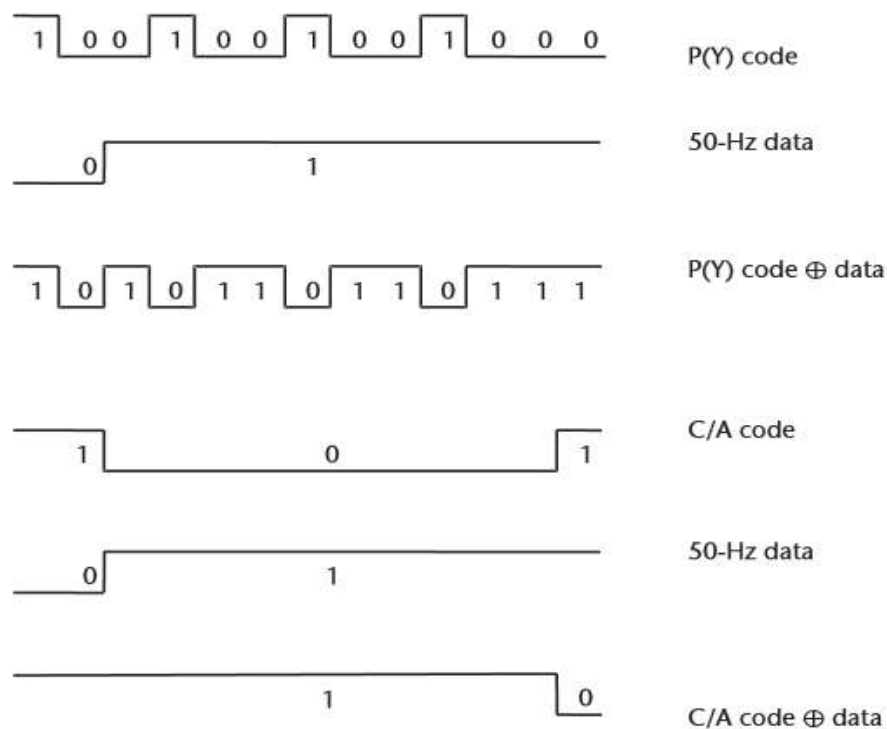 1 0 0 1 0 0 1 0 0 1 0 0 0 P(Y) code
50-Hz data
0 1
P(Y) code ⊕ data
1 0 1 0 1 1 0 1 1 0 1 1 1
C/A code
1 0 1
50-Hz data
0 1
1 0
C/A code ⊕ data